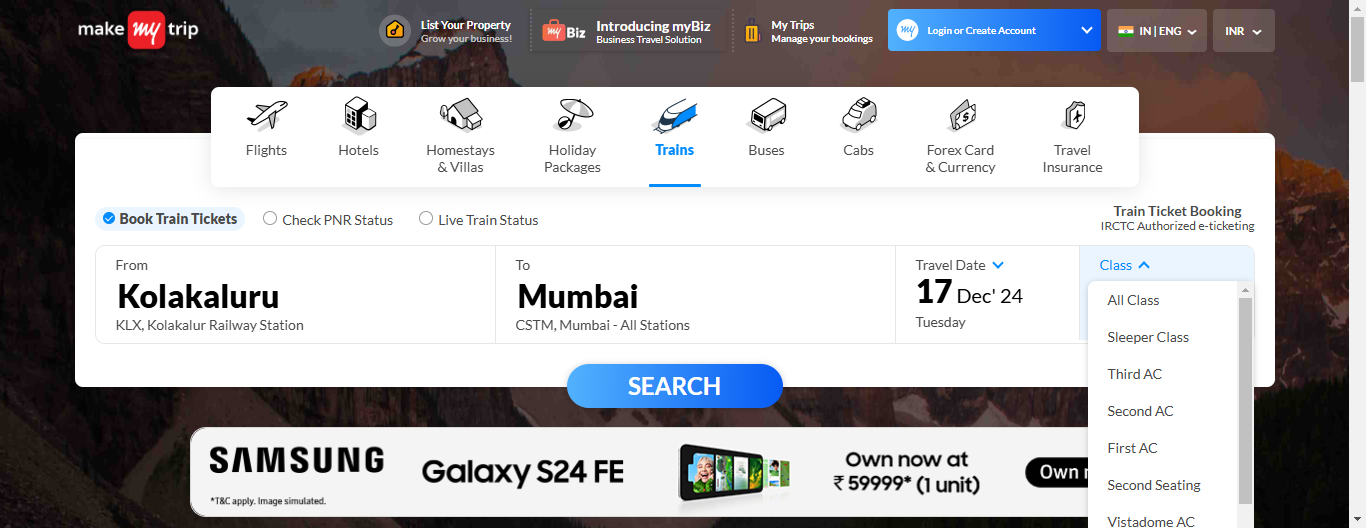 make my trip
List Your Property
Grow your business!
my Biz
Introducing myBiz
Business Travel Solution
My Trips
Manage your bookings
my
Login or Create Account
IN | ENG
INR
Flights
Hotels
Homestays
& Villas
Holiday
Packages
Trains
Buses
Cabs
Forex Card
& Currency
Travel
Insurance
Book Train Tickets
Check PNR Status
Live Train Status
Train Ticket Booking
IRCTC Authorized e-ticketing
From
Kolakaluru
KLX, Kolakalur Railway Station
To
Mumbai
CSTM, Mumbai - All Stations
Travel Date
17 Dec' 24
Tuesday
Class
All Class
Sleeper Class
Third AC
Second AC
First AC
Second Seating
Vistadome AC
SEARCH
SAMSUNG
*T&C apply. Image simulated.
Galaxy S24 FE
Own now at
₹ 59999* (1 unit)
Own